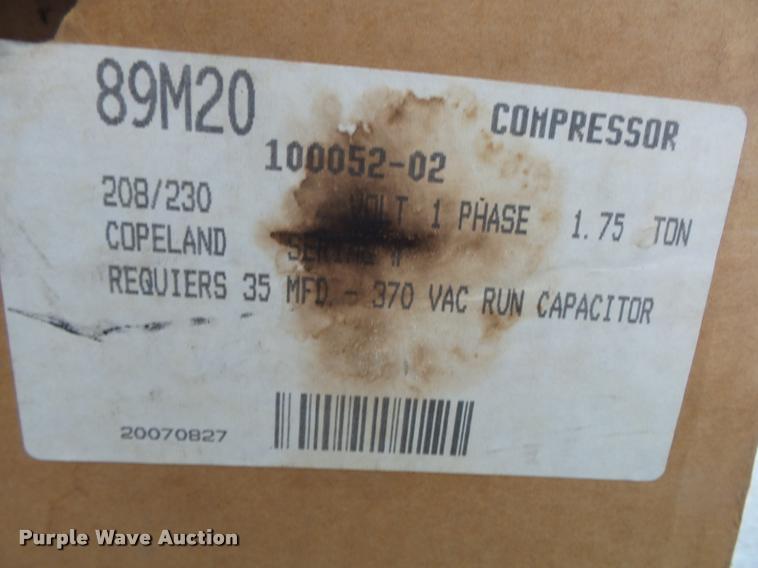 89M20 COMPRESSOR
100052-02
208/230 VOLT 1 PHASE 1.75 TON
COPELAND SERIAL #
REQUIERS 35 MFD - 370 VAC RUN CAPACITOR
20070827
Purple Wave Auction